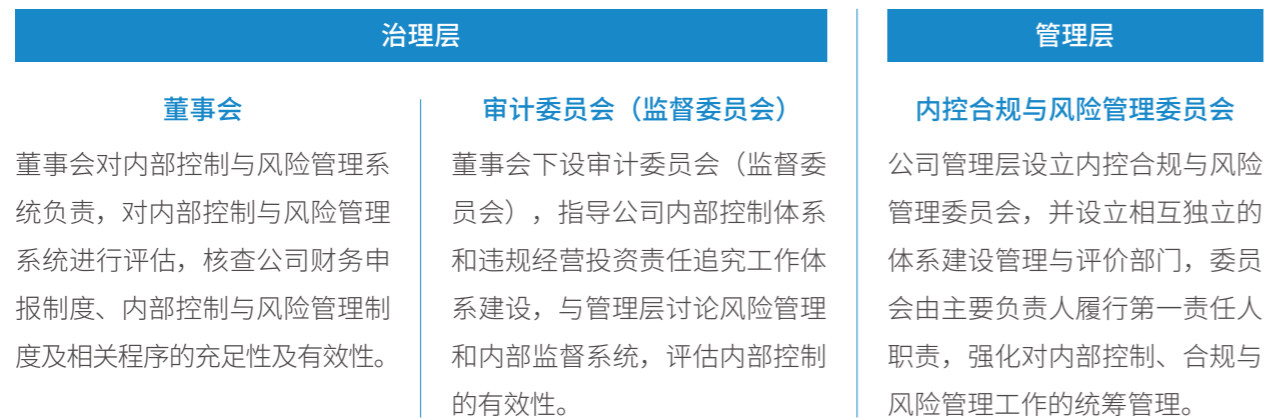 治理层
董事会
董事会对内部控制与风险管理系
统负责，对内部控制与风险管理
系统进行评估，核查公司财务申
报制度、内部控制与风险管理制
度及相关程序的充足性及有效性。
审计委员会（监督委员会）
董事会下设审计委员会（监督委
员会），指导公司内部控制体系
和违规经营投资责任追究工作体
系建设，与管理层讨论风险管理
和内部监督系统，评估内部控制
的有效性。
管理层
内控合规与风险管理委员会
公司管理层设立内控合规与风险
管理委员会，并设立相互独立的
体系建设管理与评价部门，委员
会由主要负责人履行第一责任人
职责，强化对内部控制、合规与
风险管理工作的统筹管理。